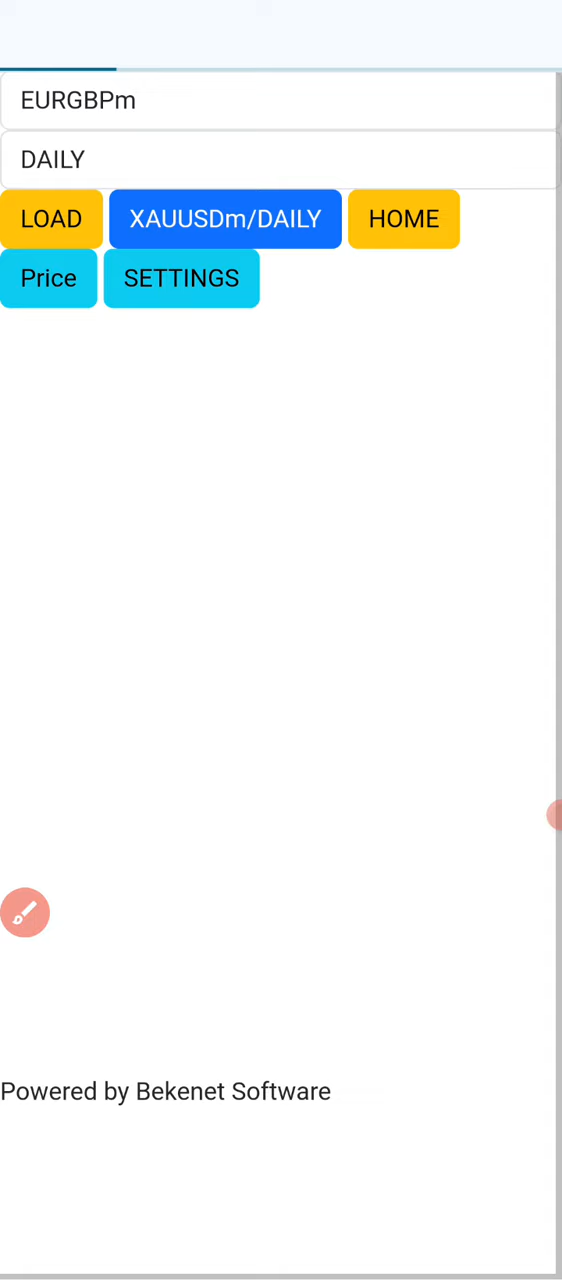 EURGBPm
DAILY
LOAD XAUUSDm/DAILY HOME
Price SETTINGS
Powered by Bekenet Software